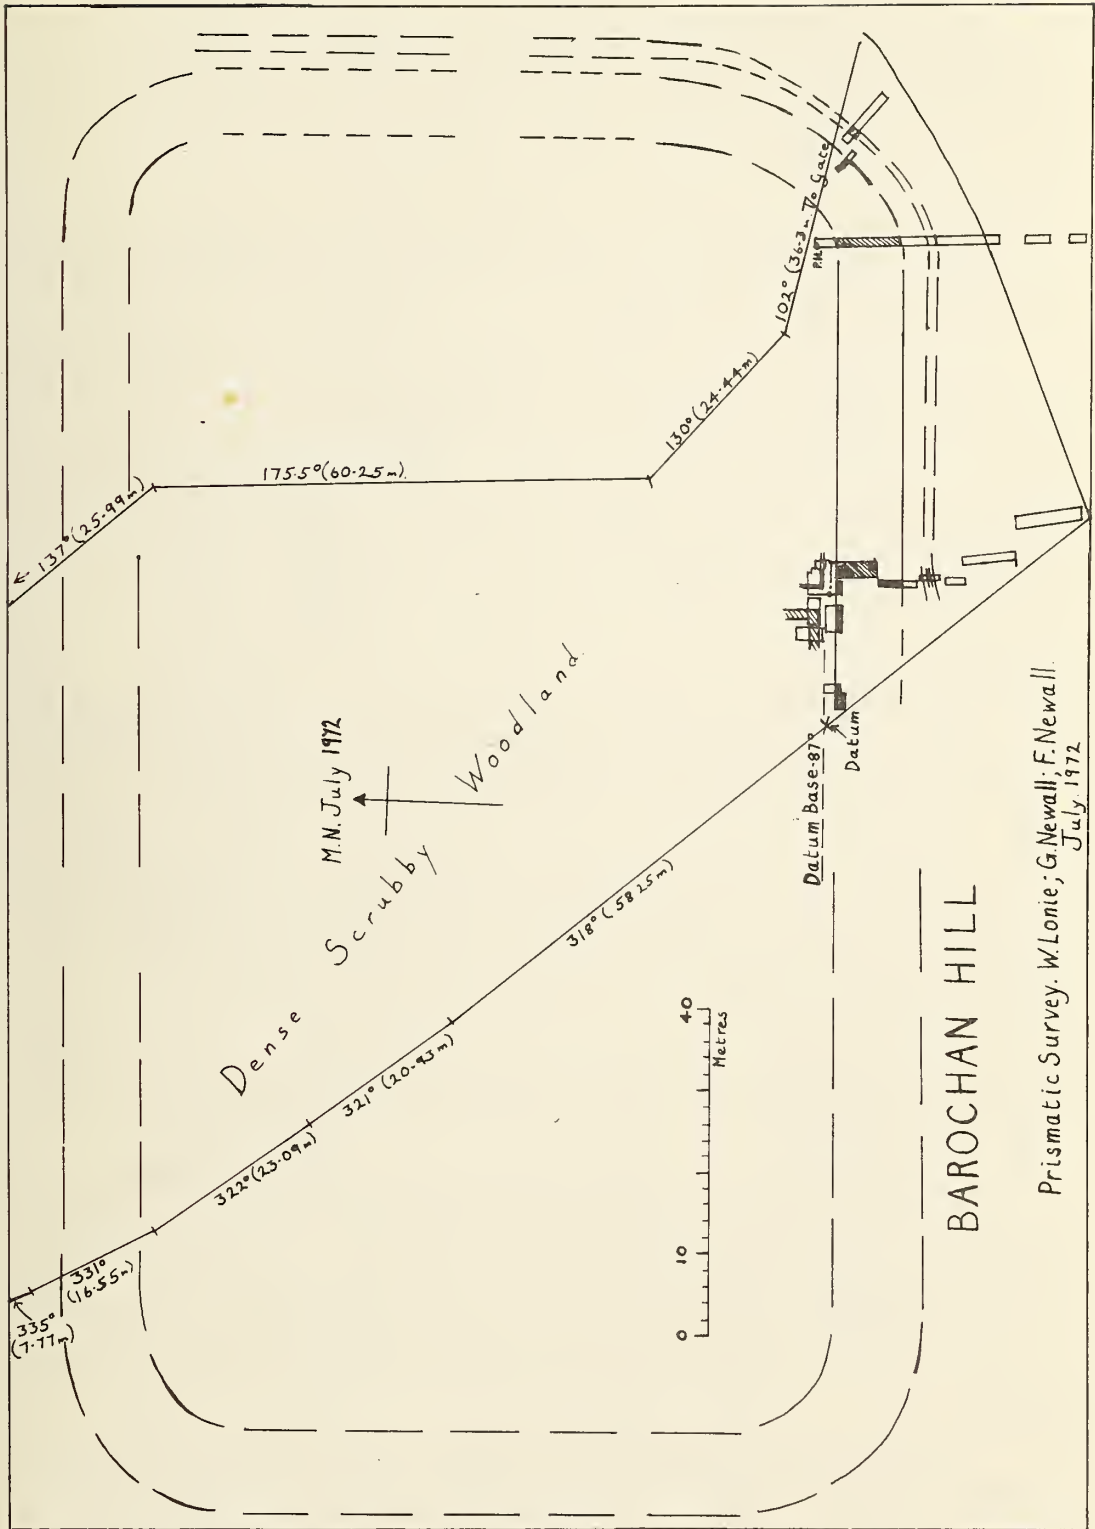 137° (25·99m)
175·5° (60·25m).
130° (24·44m)
102° (36·3m. To Gate
P.H.
M.N. July 1972
Dense Scrubby Woodland.
Datum Base-87°
Datum
318° (58 25m)
321° (20·93m)
322° (23·09m)
331°
(16·55m)
335°
(7·77m)
0 10 40
Metres
BAROCHAN HILL
Prismatic Survey. W. Lonie; G. Newall; F. Newall.
July. 1972